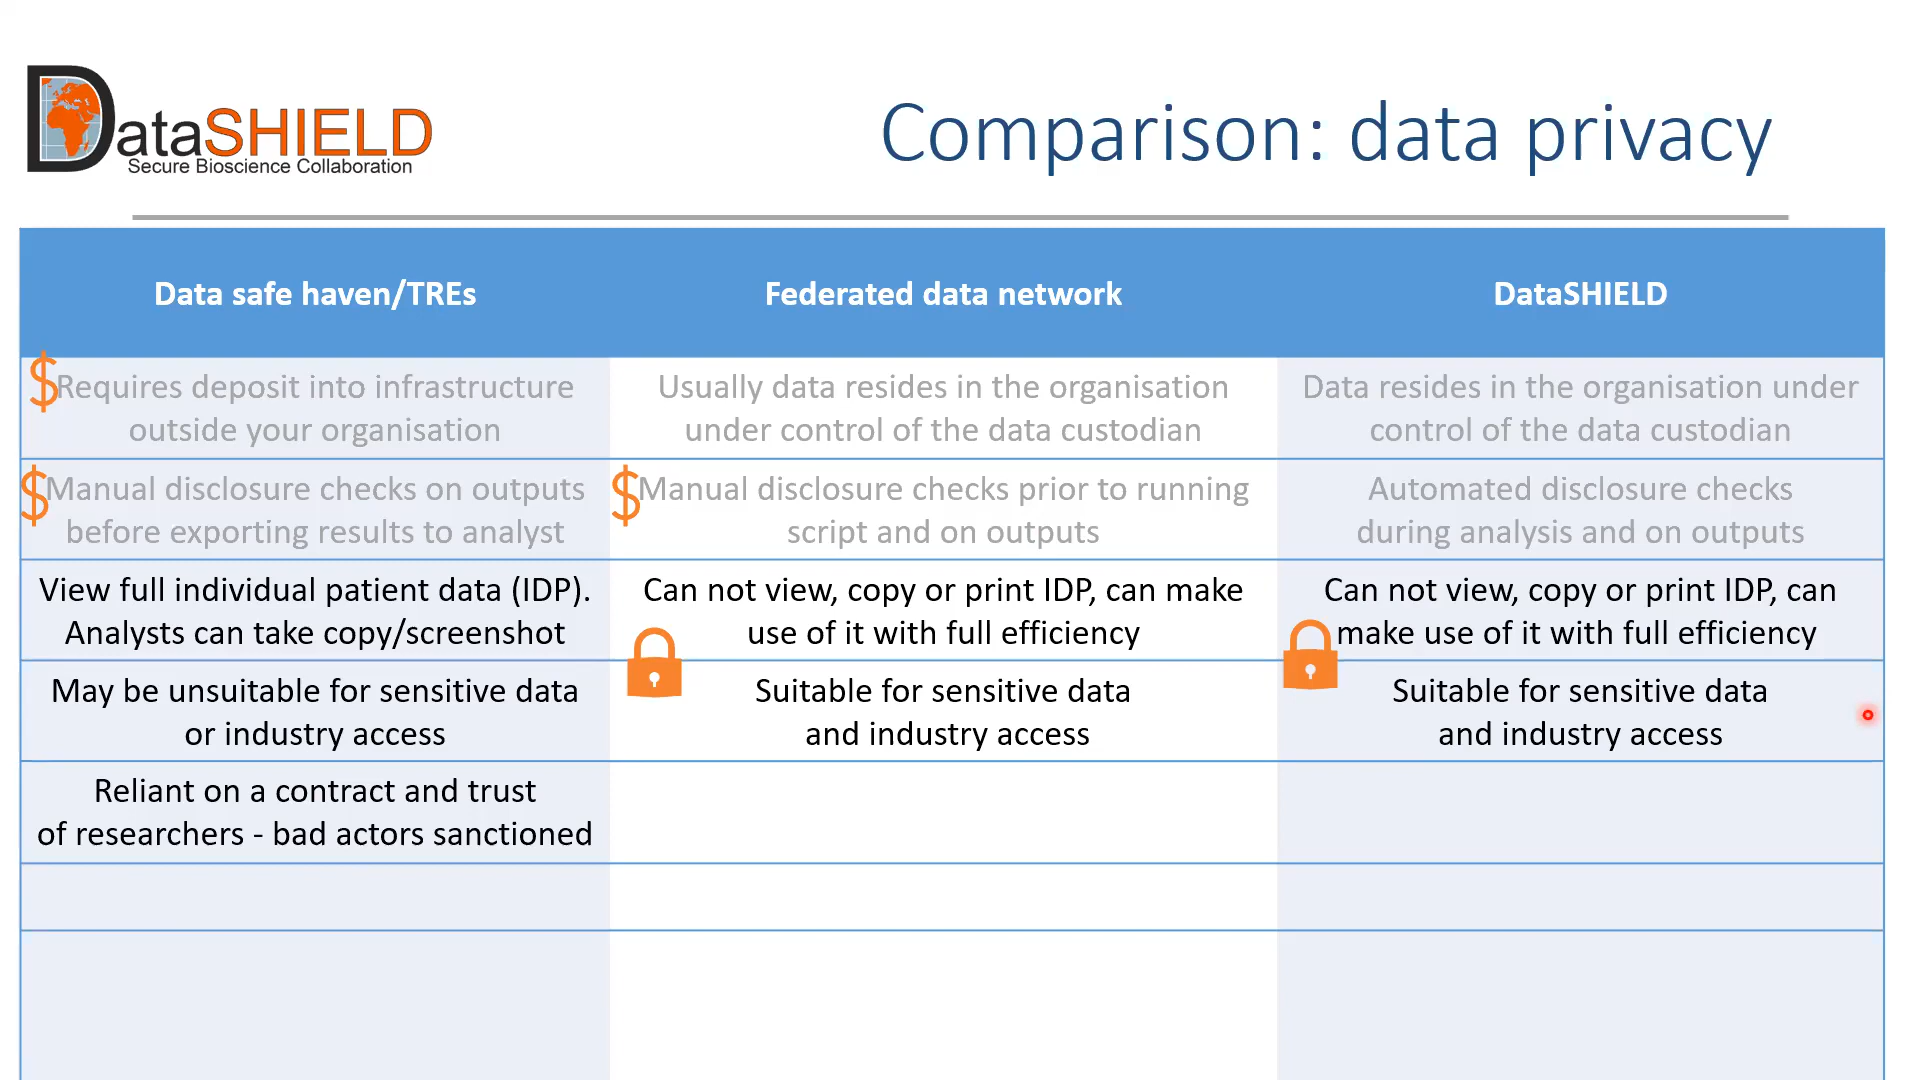 DataSHIELD
Secure Bioscience Collaboration
Comparison: data privacy
Data safe haven/TREs
Federated data network
DataSHIELD
$Requires deposit into infrastructure
outside your organisation
Usually data resides in the organisation
under control of the data custodian
Data resides in the organisation under
control of the data custodian
$Manual disclosure checks on outputs
before exporting results to analyst
$Manual disclosure checks prior to running
script and on outputs
Automated disclosure checks
during analysis and on outputs
View full individual patient data (IDP).
Analysts can take copy/screenshot
Can not view, copy or print IDP, can make
use of it with full efficiency
Can not view, copy or print IDP, can
make use of it with full efficiency
May be unsuitable for sensitive data
or industry access
Suitable for sensitive data
and industry access
Suitable for sensitive data
and industry access
Reliant on a contract and trust
of researchers - bad actors sanctioned